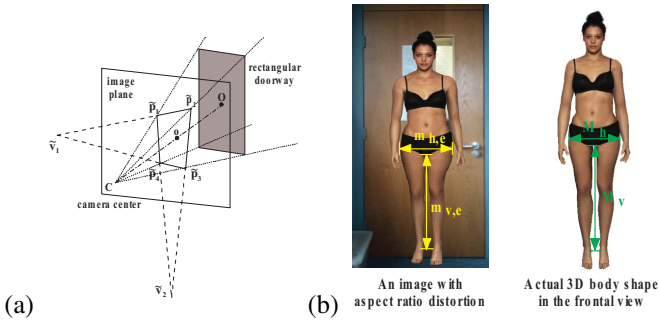 (a)
image
plane
rectangular
doorway
p̃₁
p̃₂
O
o
ṽ₁
p̃₄
p̃₃
C
camera center
ṽ₂
(b)
m h,e
m v,e
An image with
aspect ratio distortion
M h
M v
Actual 3D body shape
in the frontal view